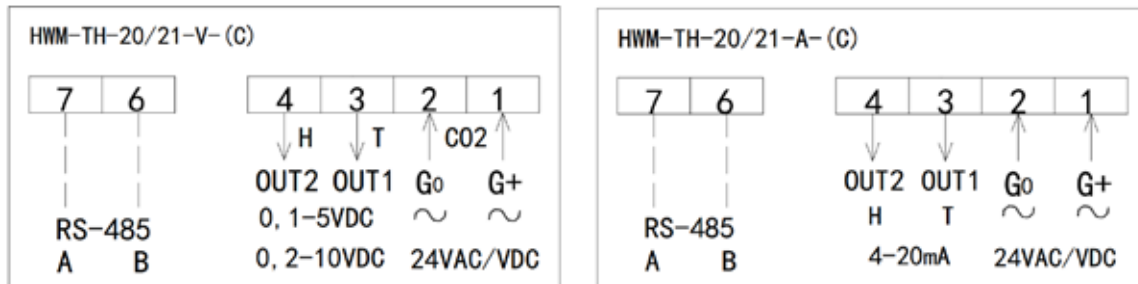 HWM-TH-20/21-V-(C)
7 6 4 3 2 1
H T CO2
OUT2 OUT1 G0 G+
0, 1-5VDC ～ ～
RS-485
A B 0, 2-10VDC 24VAC/VDC
HWM-TH-20/21-A-(C)
7 6 4 3 2 1
OUT2 OUT1 G0 G+
H T ～ ～
RS-485
A B 4-20mA 24VAC/VDC